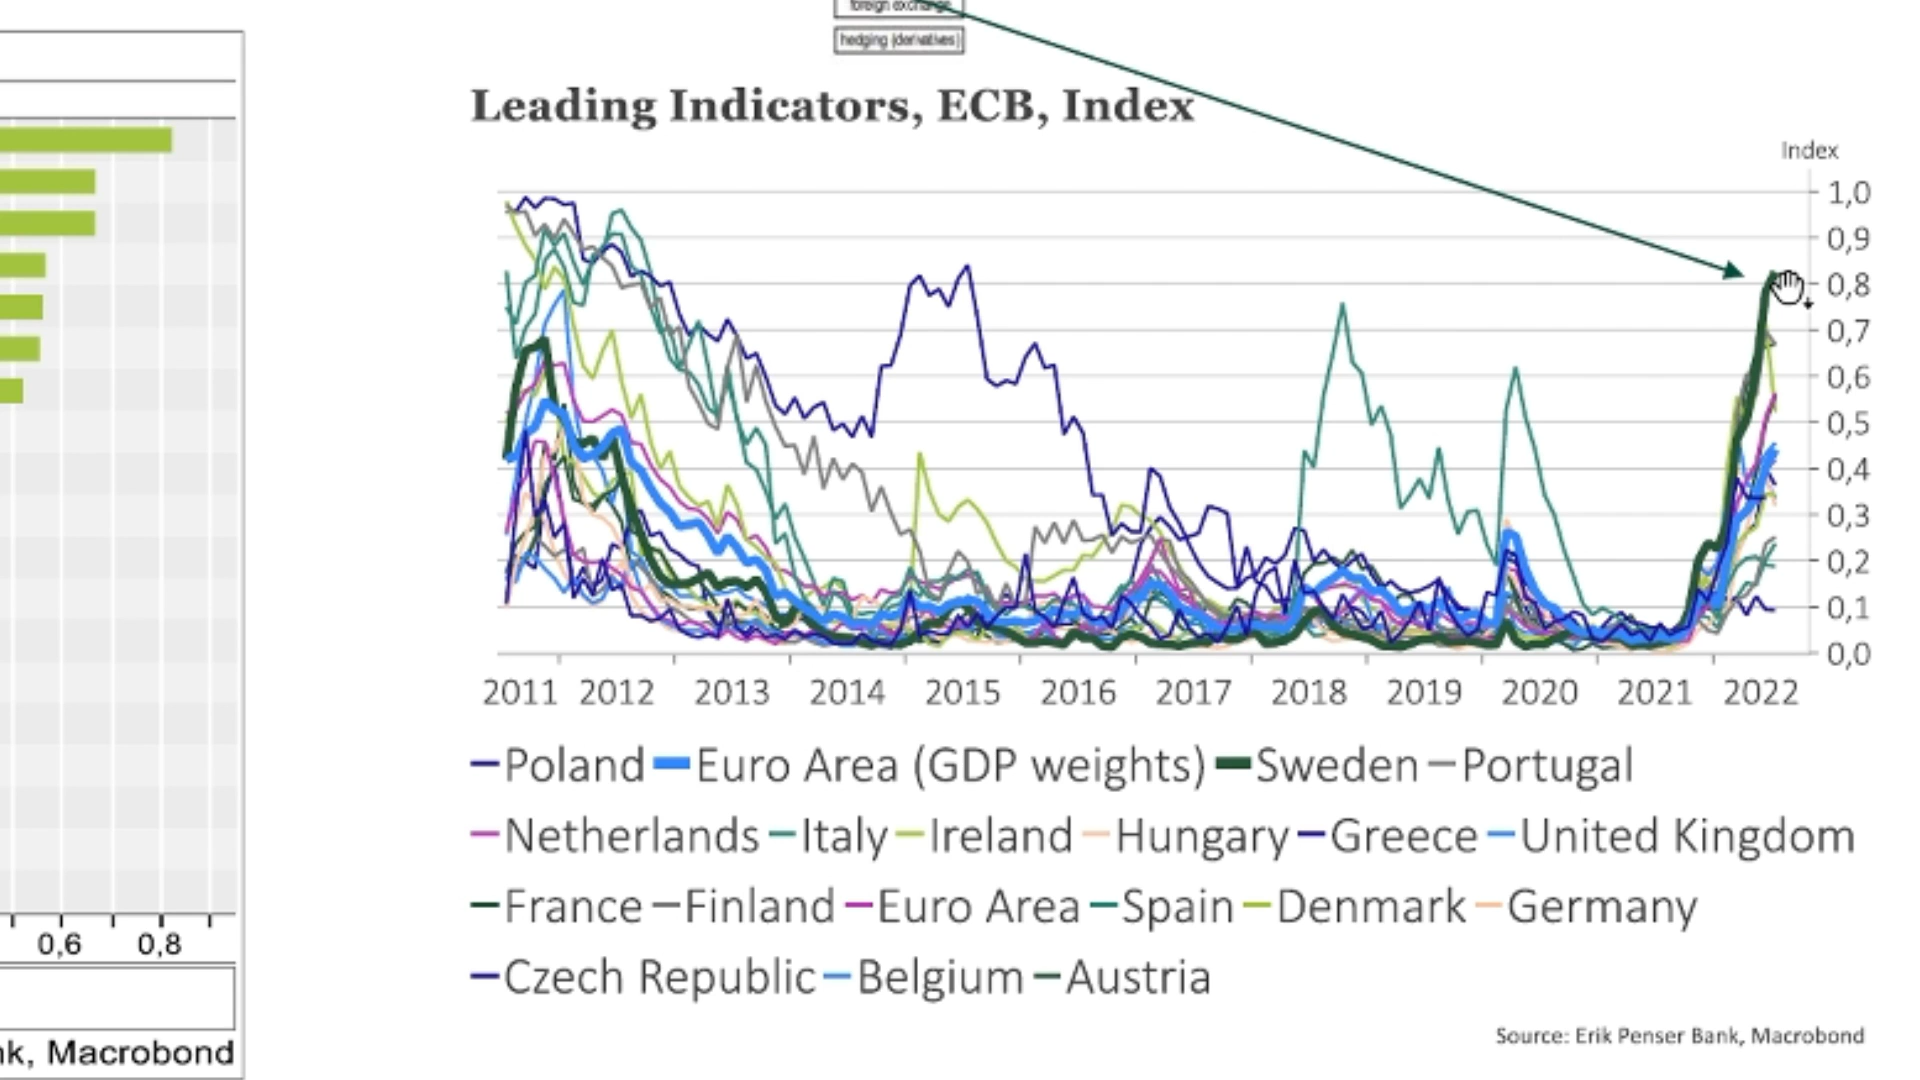 foreign exchange
hedging (derivatives)
Leading Indicators, ECB, Index
Index
1,0
0,9
0,8
0,7
0,6
0,5
0,4
0,3
0,2
0,1
0,0
2011 2012 2013 2014 2015 2016 2017 2018 2019 2020 2021 2022
Poland Euro Area (GDP weights) Sweden Portugal
Netherlands Italy Ireland Hungary Greece United Kingdom
France Finland Euro Area Spain Denmark Germany
Czech Republic Belgium Austria
Source: Erik Penser Bank, Macrobond
0,6 0,8
nk, Macrobond